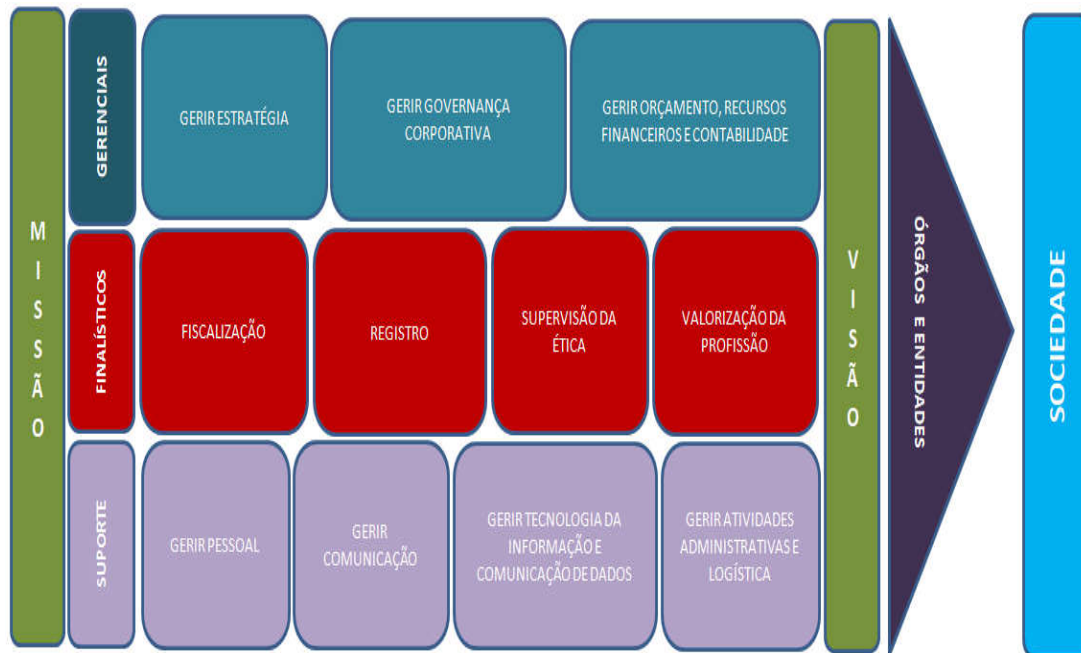 MISSÃO
GERENCIAIS
GERIR ESTRATÉGIA
GERIR GOVERNANÇA
CORPORATIVA
GERIR ORÇAMENTO, RECURSOS
FINANCEIROS E CONTABILIDADE
FINALÍSTICOS
FISCALIZAÇÃO
REGISTRO
SUPERVISÃO DA
ÉTICA
VALORIZAÇÃO DA
PROFISSÃO
SUPORTE
GERIR PESSOAL
GERIR
COMUNICAÇÃO
GERIR TECNOLOGIA DA
INFORMAÇÃO E
COMUNICAÇÃO DE DADOS
GERIR ATIVIDADES
ADMINISTRATIVAS E
LOGÍSTICA
VISÃO
ÓRGÃOS E ENTIDADES
SOCIEDADE